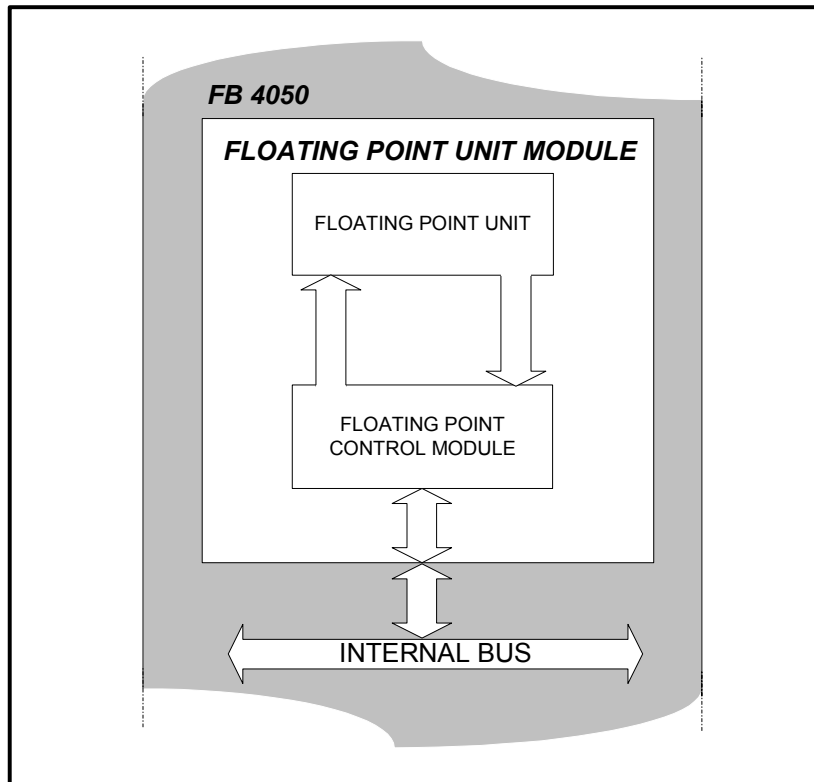 FB 4050
FLOATING POINT UNIT MODULE
FLOATING POINT UNIT
FLOATING POINT
CONTROL MODULE
INTERNAL BUS